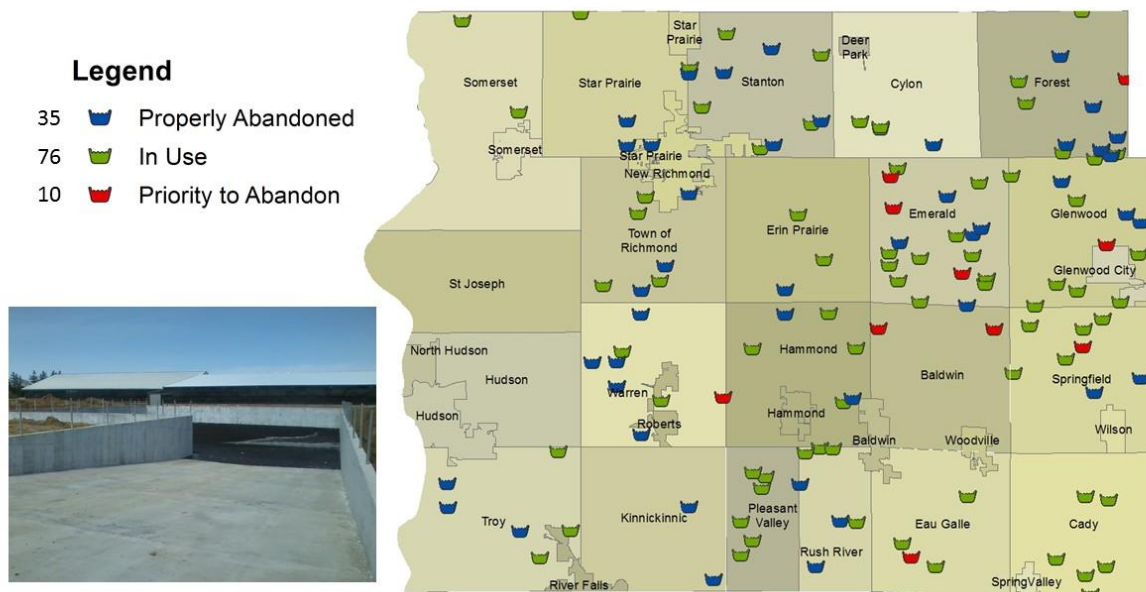 Legend
35 Properly Abandoned
76 In Use
10 Priority to Abandon
Star
Prairie
Deer
Park
Somerset
Star Prairie
Stanton
Cylon
Forest
Somerset
Star Prairie
New Richmond
Town of
Richmond
Erin Prairie
Emerald
Glenwood
Glenwood City
St Joseph
North Hudson
Hudson
Hudson
Warren
Roberts
Hammond
Hammond
Baldwin
Baldwin
Woodville
Springfield
Wilson
Troy
Kinnickinnic
Pleasant
Valley
Rush River
Eau Galle
Cady
River Falls
SpringValley